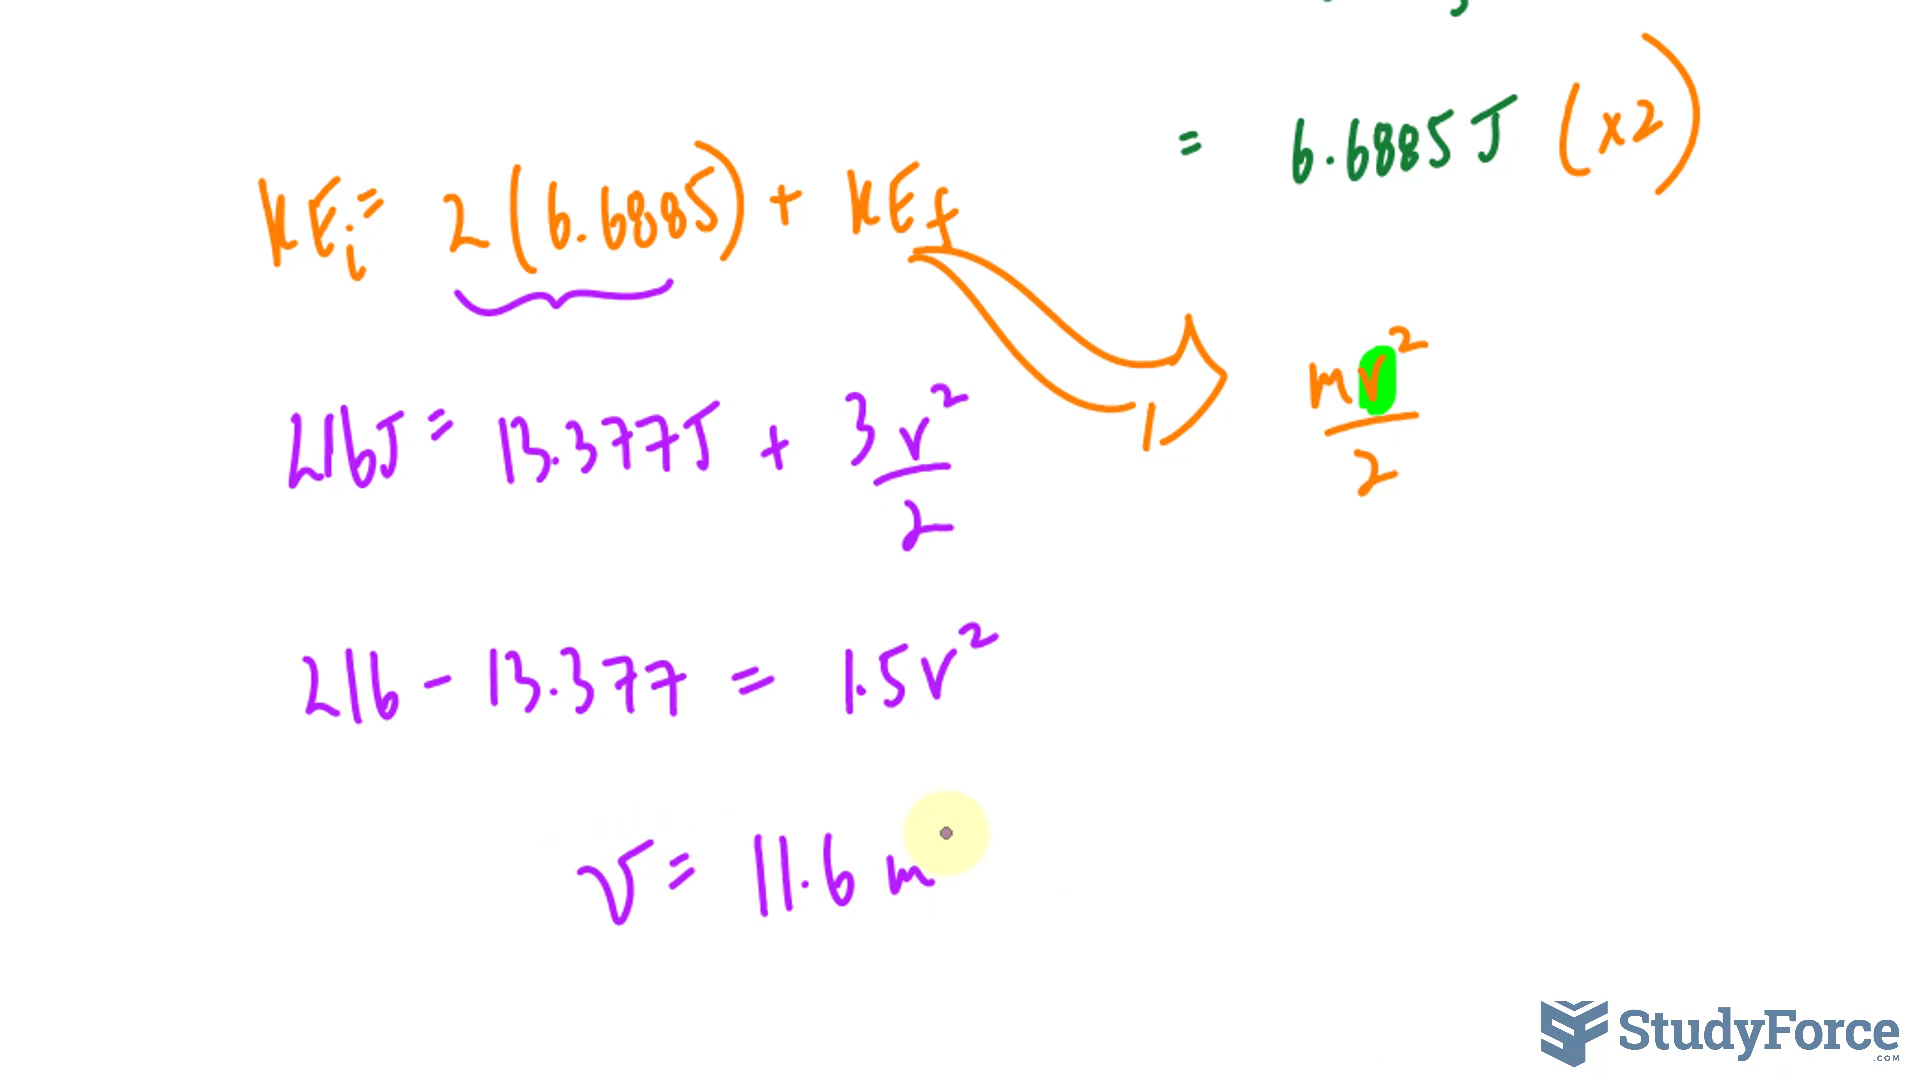 = 6.6885 J (x2)
KEi = 2(6.6885) + KEf
mv²
2
216J = 13.377J + 3v²
2
216 - 13.377 = 1.5v²
v = 11.6 m
StudyForce
.COM